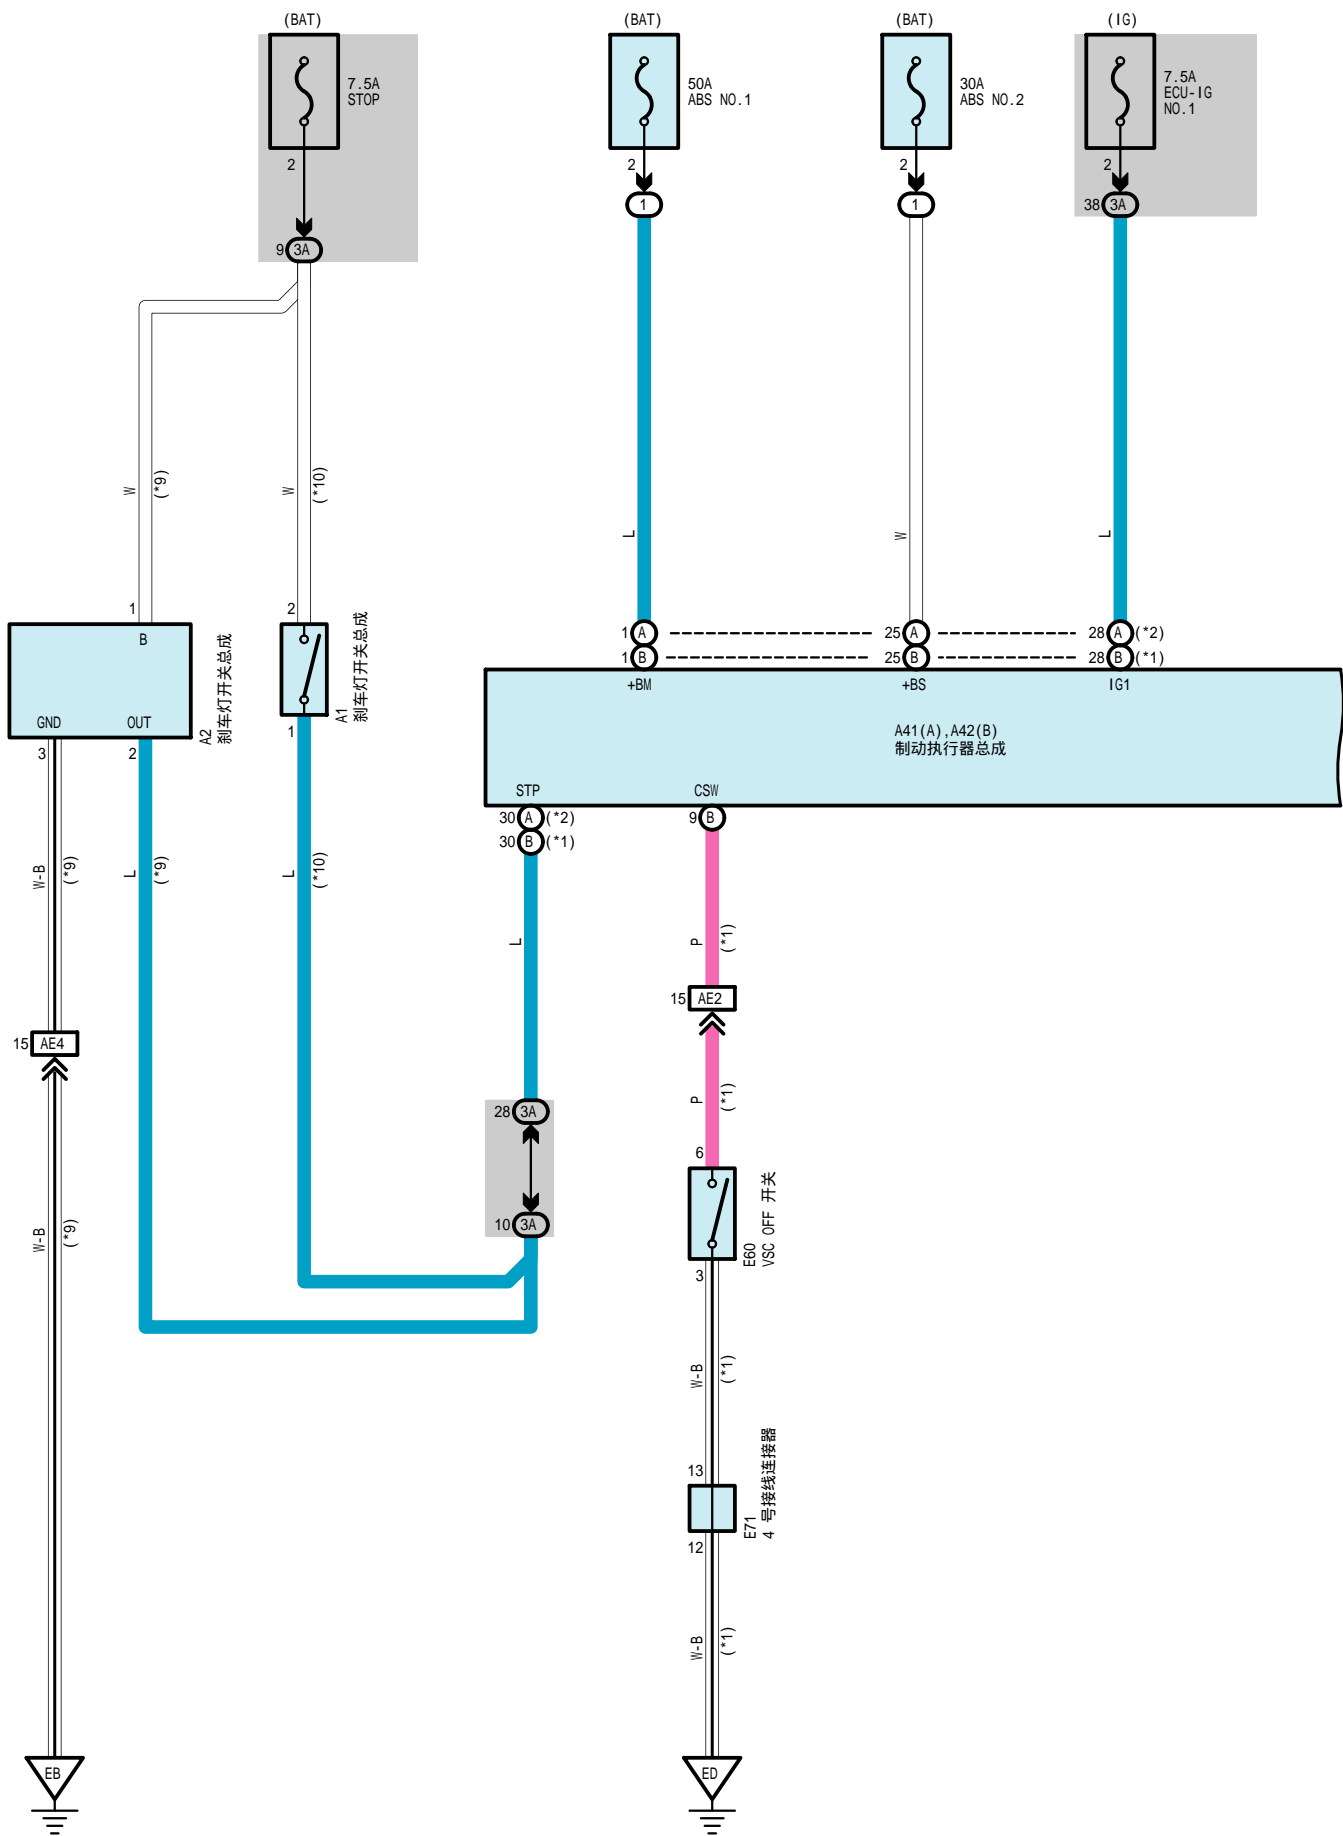 (BAT)
(BAT)
(BAT)
(IG)
7.5A
STOP
50A
ABS NO.1
30A
ABS NO.2
7.5A
ECU-IG
NO.1
2
2
2
2
1
1
38 3A
9 3A
W
(*9)
W
(*10)
L
W
L
1
2
B
GND
OUT
A2
刹车灯开关总成
3
2
A1
刹车灯开关总成
1
1 A
25 A
28 A (*2)
1 B
25 B
28 B (*1)
+BM
+BS
IG1
A41(A),A42(B)
制动执行器总成
STP
CSW
30 A (*2)
9 B
30 B (*1)
W-B
(*9)
L
(*9)
L
(*10)
L
P
(*1)
15 AE2
15 AE4
P
(*1)
28 3A
10 3A
6
E60
VSC OFF 开关
3
W-B
(*9)
W-B
(*1)
13
E71
4 号接线连接器
12
W-B
(*1)
EB
ED